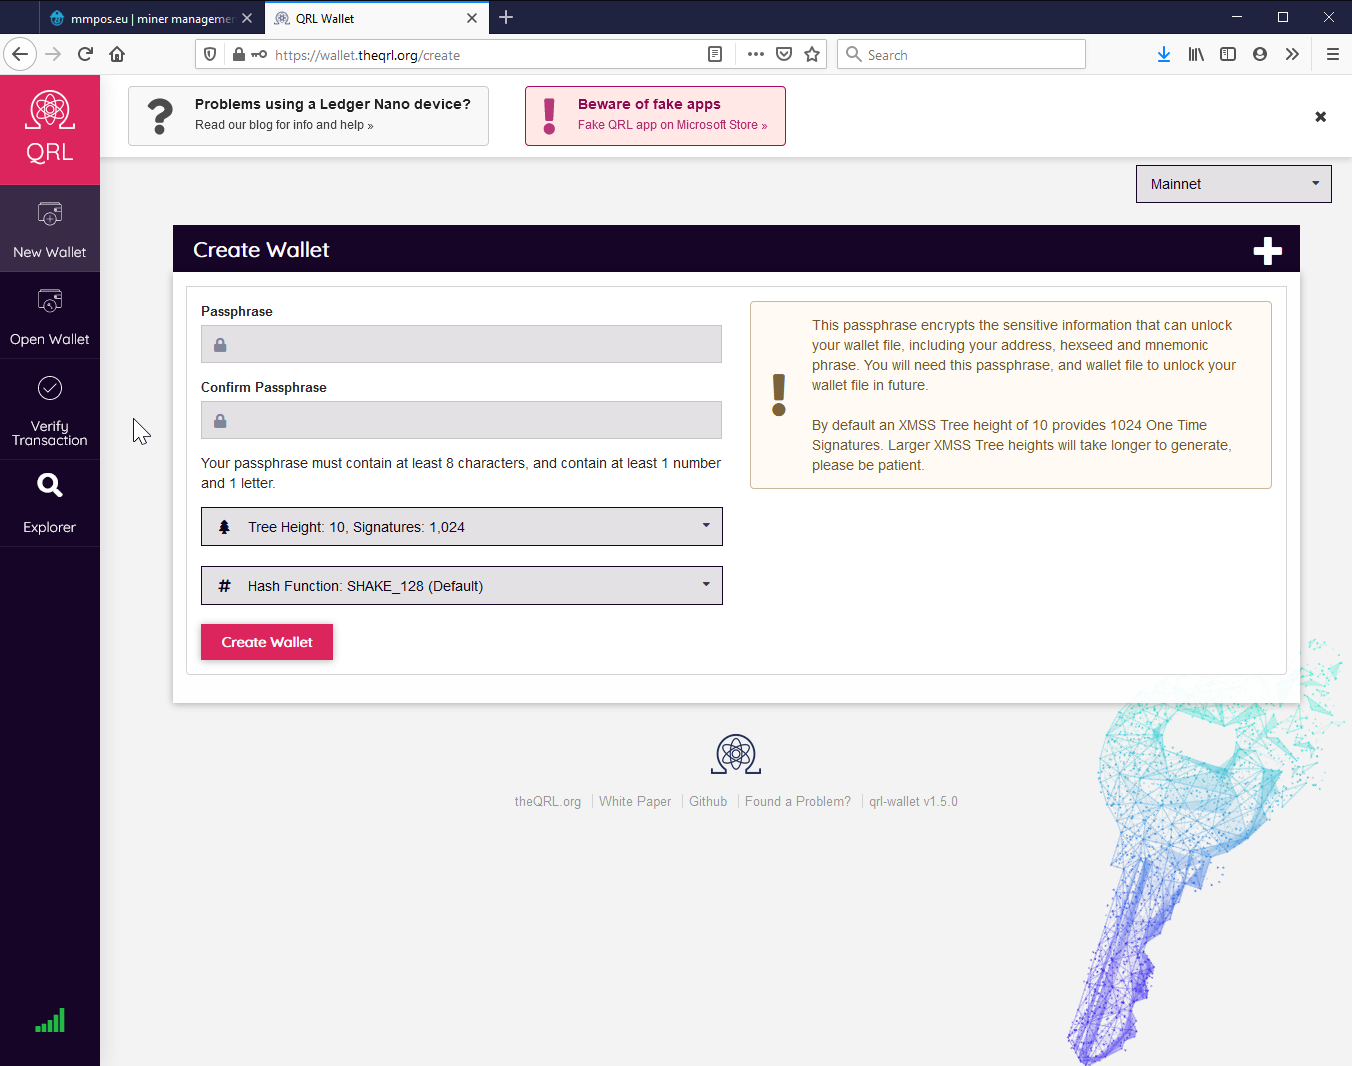 mmpos.eu | miner manageme
QRL Wallet
https://wallet.theqrl.org/create
Search
QRL
New Wallet
Open Wallet
Verify
Transaction
Explorer
Problems using a Ledger Nano device?
Read our blog for info and help »
Beware of fake apps
Fake QRL app on Microsoft Store »
Mainnet
Create Wallet
Passphrase
Confirm Passphrase
Your passphrase must contain at least 8 characters, and contain at least 1 number
and 1 letter.
Tree Height: 10, Signatures: 1,024
Hash Function: SHAKE_128 (Default)
Create Wallet
This passphrase encrypts the sensitive information that can unlock
your wallet file, including your address, hexseed and mnemonic
phrase. You will need this passphrase, and wallet file to unlock your
wallet file in future.
By default an XMSS Tree height of 10 provides 1024 One Time
Signatures. Larger XMSS Tree heights will take longer to generate,
please be patient.
theQRL.org
White Paper
Github
Found a Problem?
qrl-wallet v1.5.0